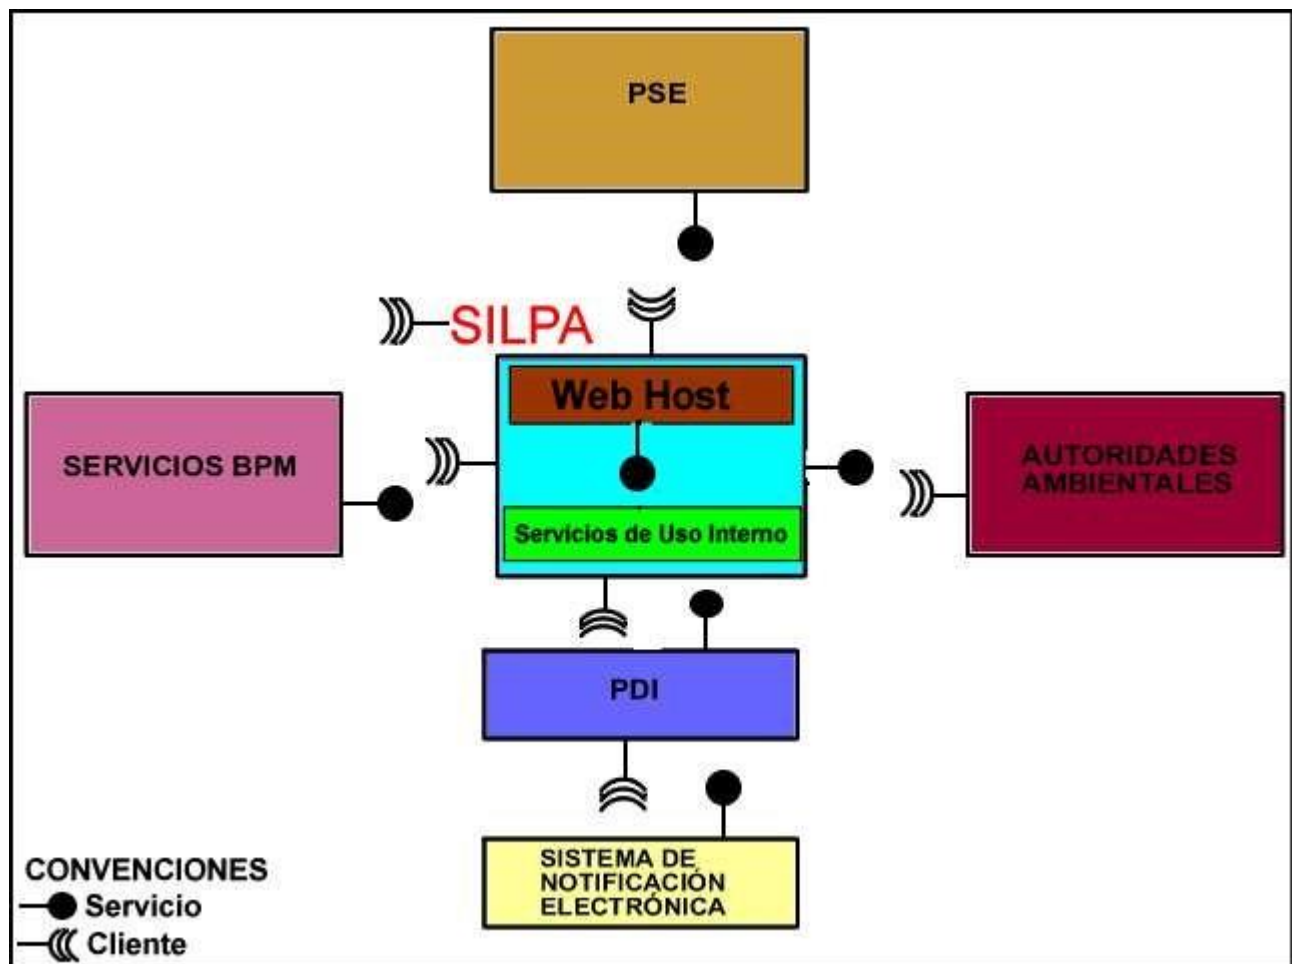 PSE
SILPA
Web Host
SERVICIOS BPM
AUTORIDADES
AMBIENTALES
Servicios de Uso Interno
PDI
SISTEMA DE
NOTIFICACIÓN
ELECTRÓNICA
CONVENCIONES
Servicio
Cliente